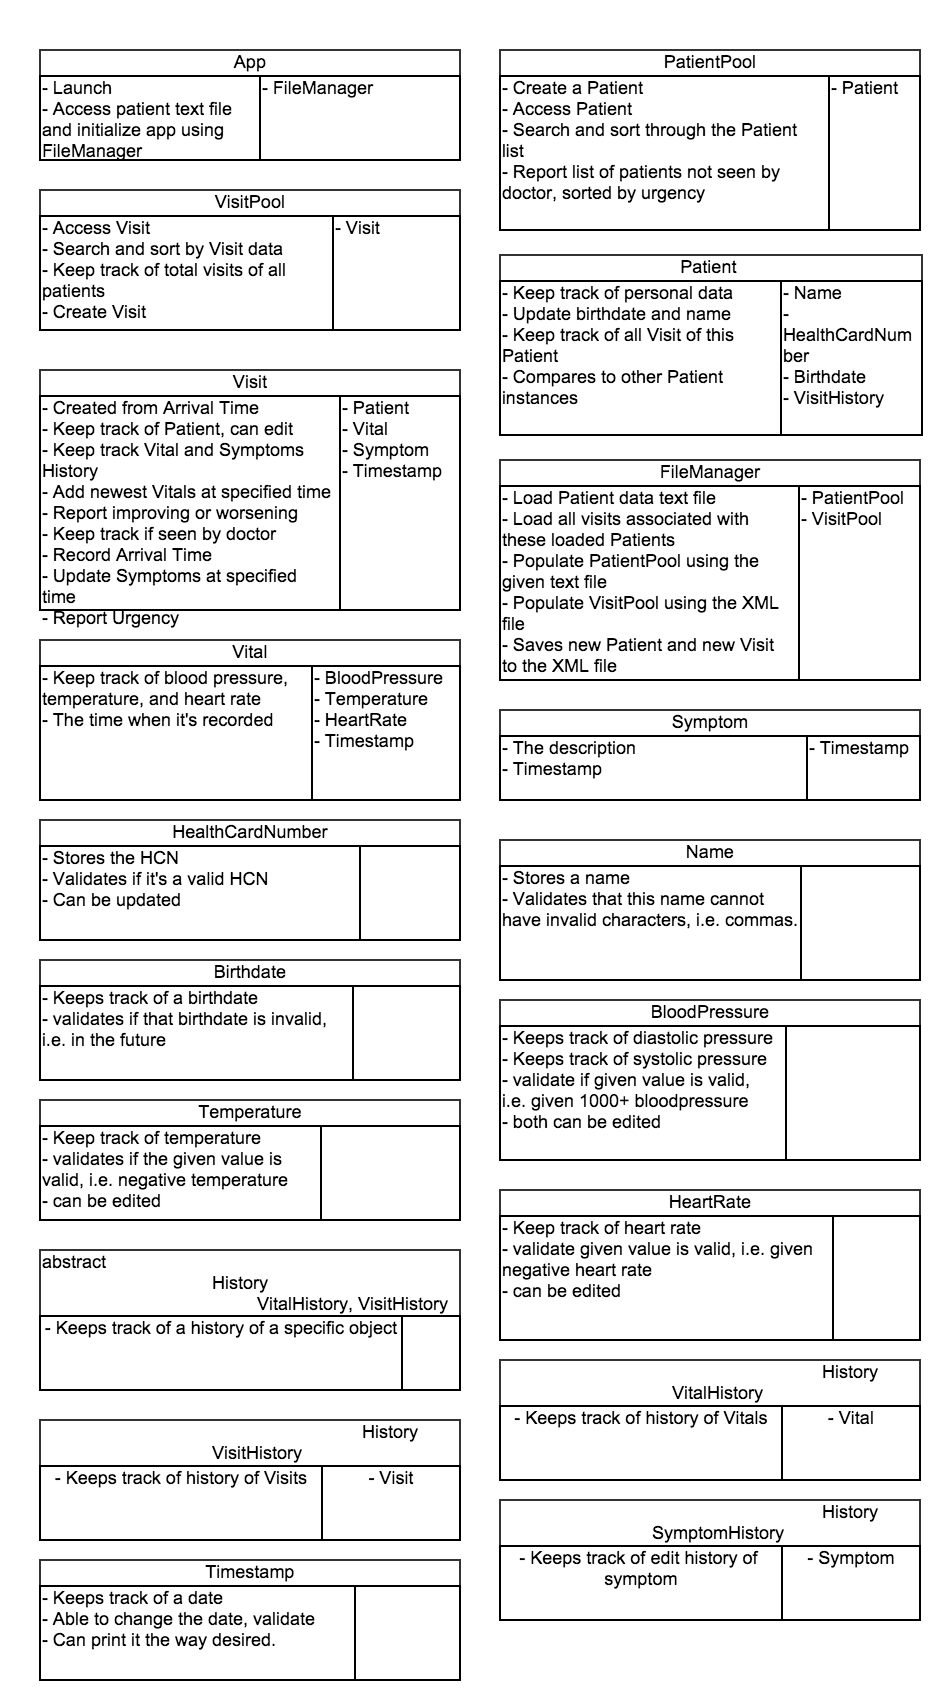 App
- Launch
- Access patient text file
and initialize app using
FileManager
- FileManager
VisitPool
- Access Visit
- Search and sort by Visit data
- Keep track of total visits of all
patients
- Create Visit
- Visit
Visit
- Created from Arrival Time
- Keep track of Patient, can edit
- Keep track Vital and Symptoms
History
- Add newest Vitals at specified time
- Report improving or worsening
- Keep track if seen by doctor
- Record Arrival Time
- Update Symptoms at specified
time
- Report Urgency
- Patient
- Vital
- Symptom
- Timestamp
Vital
- Keep track of blood pressure,
temperature, and heart rate
- The time when it's recorded
- BloodPressure
- Temperature
- HeartRate
- Timestamp
HealthCardNumber
- Stores the HCN
- Validates if it's a valid HCN
- Can be updated
Birthdate
- Keeps track of a birthdate
- validates if that birthdate is invalid,
i.e. in the future
Temperature
- Keep track of temperature
- validates if the given value is
valid, i.e. negative temperature
- can be edited
abstract
History
VitalHistory, VisitHistory
- Keeps track of a history of a specific object
History
VisitHistory
- Keeps track of history of Visits
- Visit
Timestamp
- Keeps track of a date
- Able to change the date, validate
- Can print it the way desired.
PatientPool
- Create a Patient
- Access Patient
- Search and sort through the Patient
list
- Report list of patients not seen by
doctor, sorted by urgency
- Patient
Patient
- Keep track of personal data
- Update birthdate and name
- Keep track of all Visit of this
Patient
- Compares to other Patient
instances
- Name
-
HealthCardNum
ber
- Birthdate
- VisitHistory
FileManager
- Load Patient data text file
- Load all visits associated with
these loaded Patients
- Populate PatientPool using the
given text file
- Populate VisitPool using the XML
file
- Saves new Patient and new Visit
to the XML file
- PatientPool
- VisitPool
Symptom
- The description
- Timestamp
- Timestamp
Name
- Stores a name
- Validates that this name cannot
have invalid characters, i.e. commas.
BloodPressure
- Keeps track of diastolic pressure
- Keeps track of systolic pressure
- validate if given value is valid,
i.e. given 1000+ bloodpressure
- both can be edited
HeartRate
- Keep track of heart rate
- validate given value is valid, i.e. given
negative heart rate
- can be edited
History
VitalHistory
- Keeps track of history of Vitals
- Vital
History
SymptomHistory
- Keeps track of edit history of
symptom
- Symptom